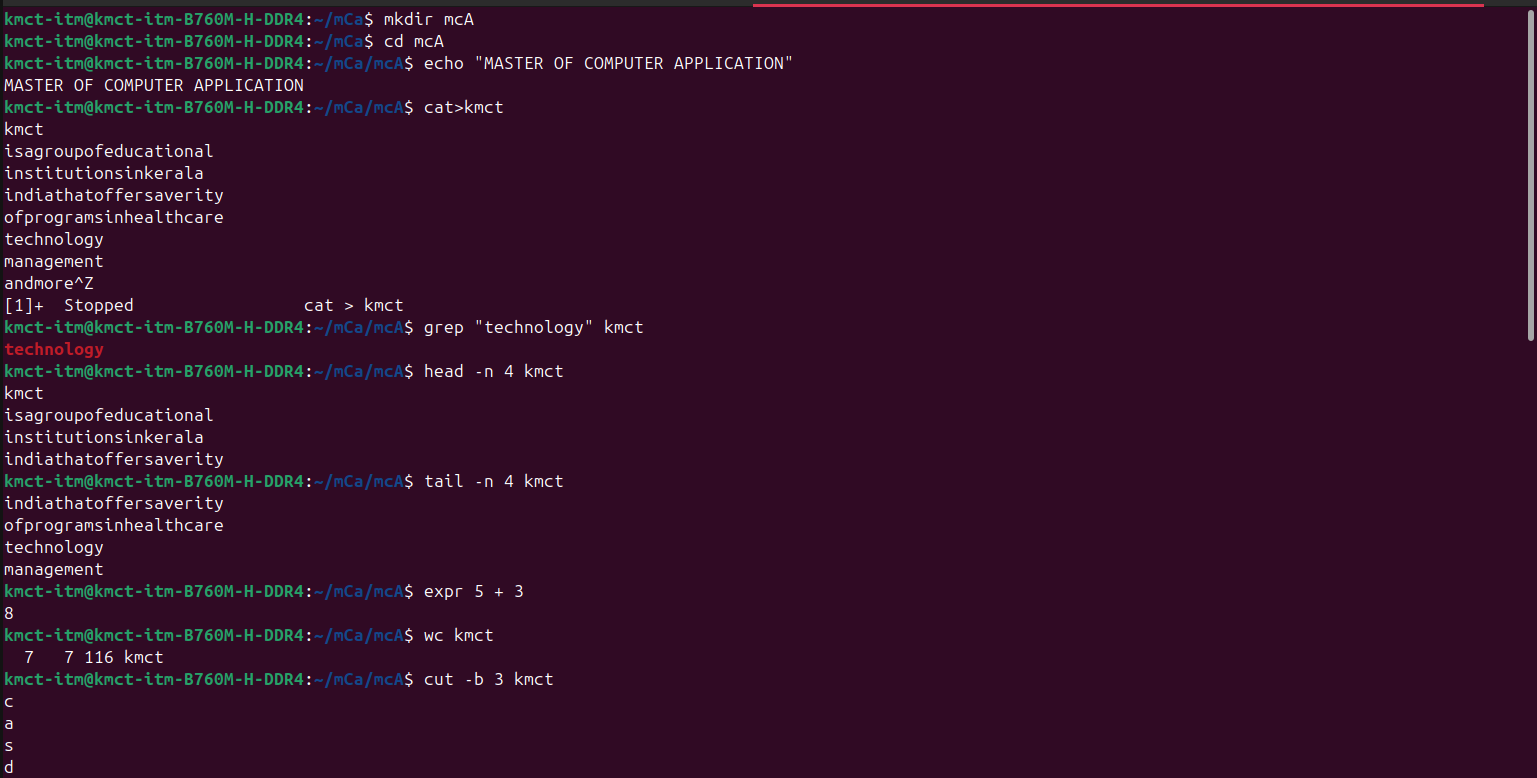 kmct-itm@kmct-itm-B760M-H-DDR4:~/mCa$ mkdir mcA
kmct-itm@kmct-itm-B760M-H-DDR4:~/mCa$ cd mcA
kmct-itm@kmct-itm-B760M-H-DDR4:~/mCa/mcA$ echo "MASTER OF COMPUTER APPLICATION"
MASTER OF COMPUTER APPLICATION
kmct-itm@kmct-itm-B760M-H-DDR4:~/mCa/mcA$ cat>kmct
kmct
isagroupofeducational
institutionsinkerala
indiathatoffersaverity
ofprogramsinhealthcare
technology
management
andmore^Z
[1]+  Stopped                 cat > kmct
kmct-itm@kmct-itm-B760M-H-DDR4:~/mCa/mcA$ grep "technology" kmct
technology
kmct-itm@kmct-itm-B760M-H-DDR4:~/mCa/mcA$ head -n 4 kmct
kmct
isagroupofeducational
institutionsinkerala
indiathatoffersaverity
kmct-itm@kmct-itm-B760M-H-DDR4:~/mCa/mcA$ tail -n 4 kmct
indiathatoffersaverity
ofprogramsinhealthcare
technology
management
kmct-itm@kmct-itm-B760M-H-DDR4:~/mCa/mcA$ expr 5 + 3
8
kmct-itm@kmct-itm-B760M-H-DDR4:~/mCa/mcA$ wc kmct
  7   7 116 kmct
kmct-itm@kmct-itm-B760M-H-DDR4:~/mCa/mcA$ cut -b 3 kmct
c
a
s
d